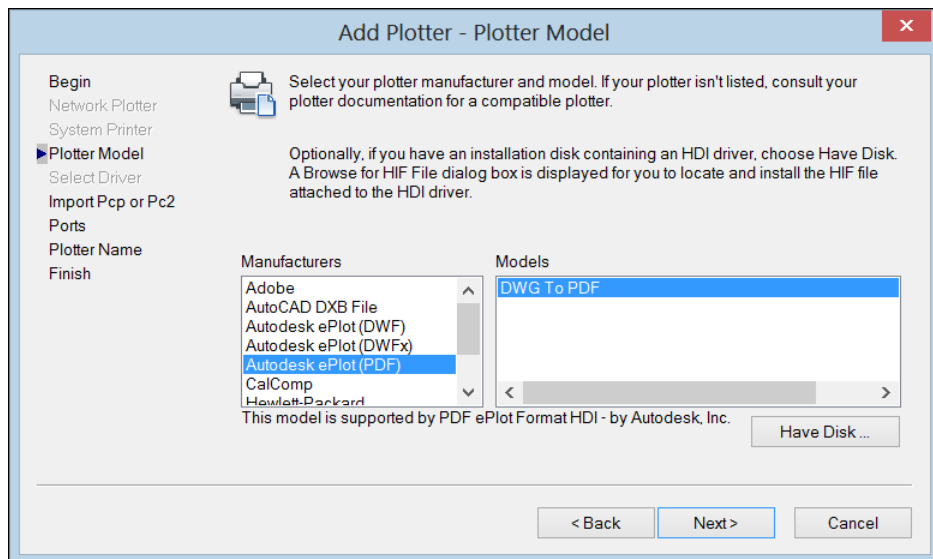 Add Plotter - Plotter Model
Begin
Network Plotter
System Printer
Plotter Model
Select Driver
Import Pcp or Pc2
Ports
Plotter Name
Finish
Select your plotter manufacturer and model. If your plotter isn't listed, consult your
plotter documentation for a compatible plotter.
Optionally, if you have an installation disk containing an HDI driver, choose Have Disk.
A Browse for HIF File dialog box is displayed for you to locate and install the HIF file
attached to the HDI driver.
Manufacturers
Adobe
AutoCAD DXB File
Autodesk ePlot (DWF)
Autodesk ePlot (DWFx)
Autodesk ePlot (PDF)
CalComp
Hewlett-Packard
Models
DWG To PDF
This model is supported by PDF ePlot Format HDI - by Autodesk, Inc.
Have Disk ...
< Back
Next >
Cancel